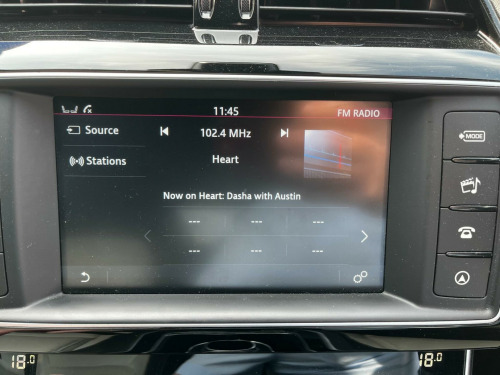 11:45
FM RADIO
Source
102.4 MHz
MODE
Stations
Heart
Now on Heart: Dasha with Austin
--- --- ---
--- --- ---
18.0
18.0